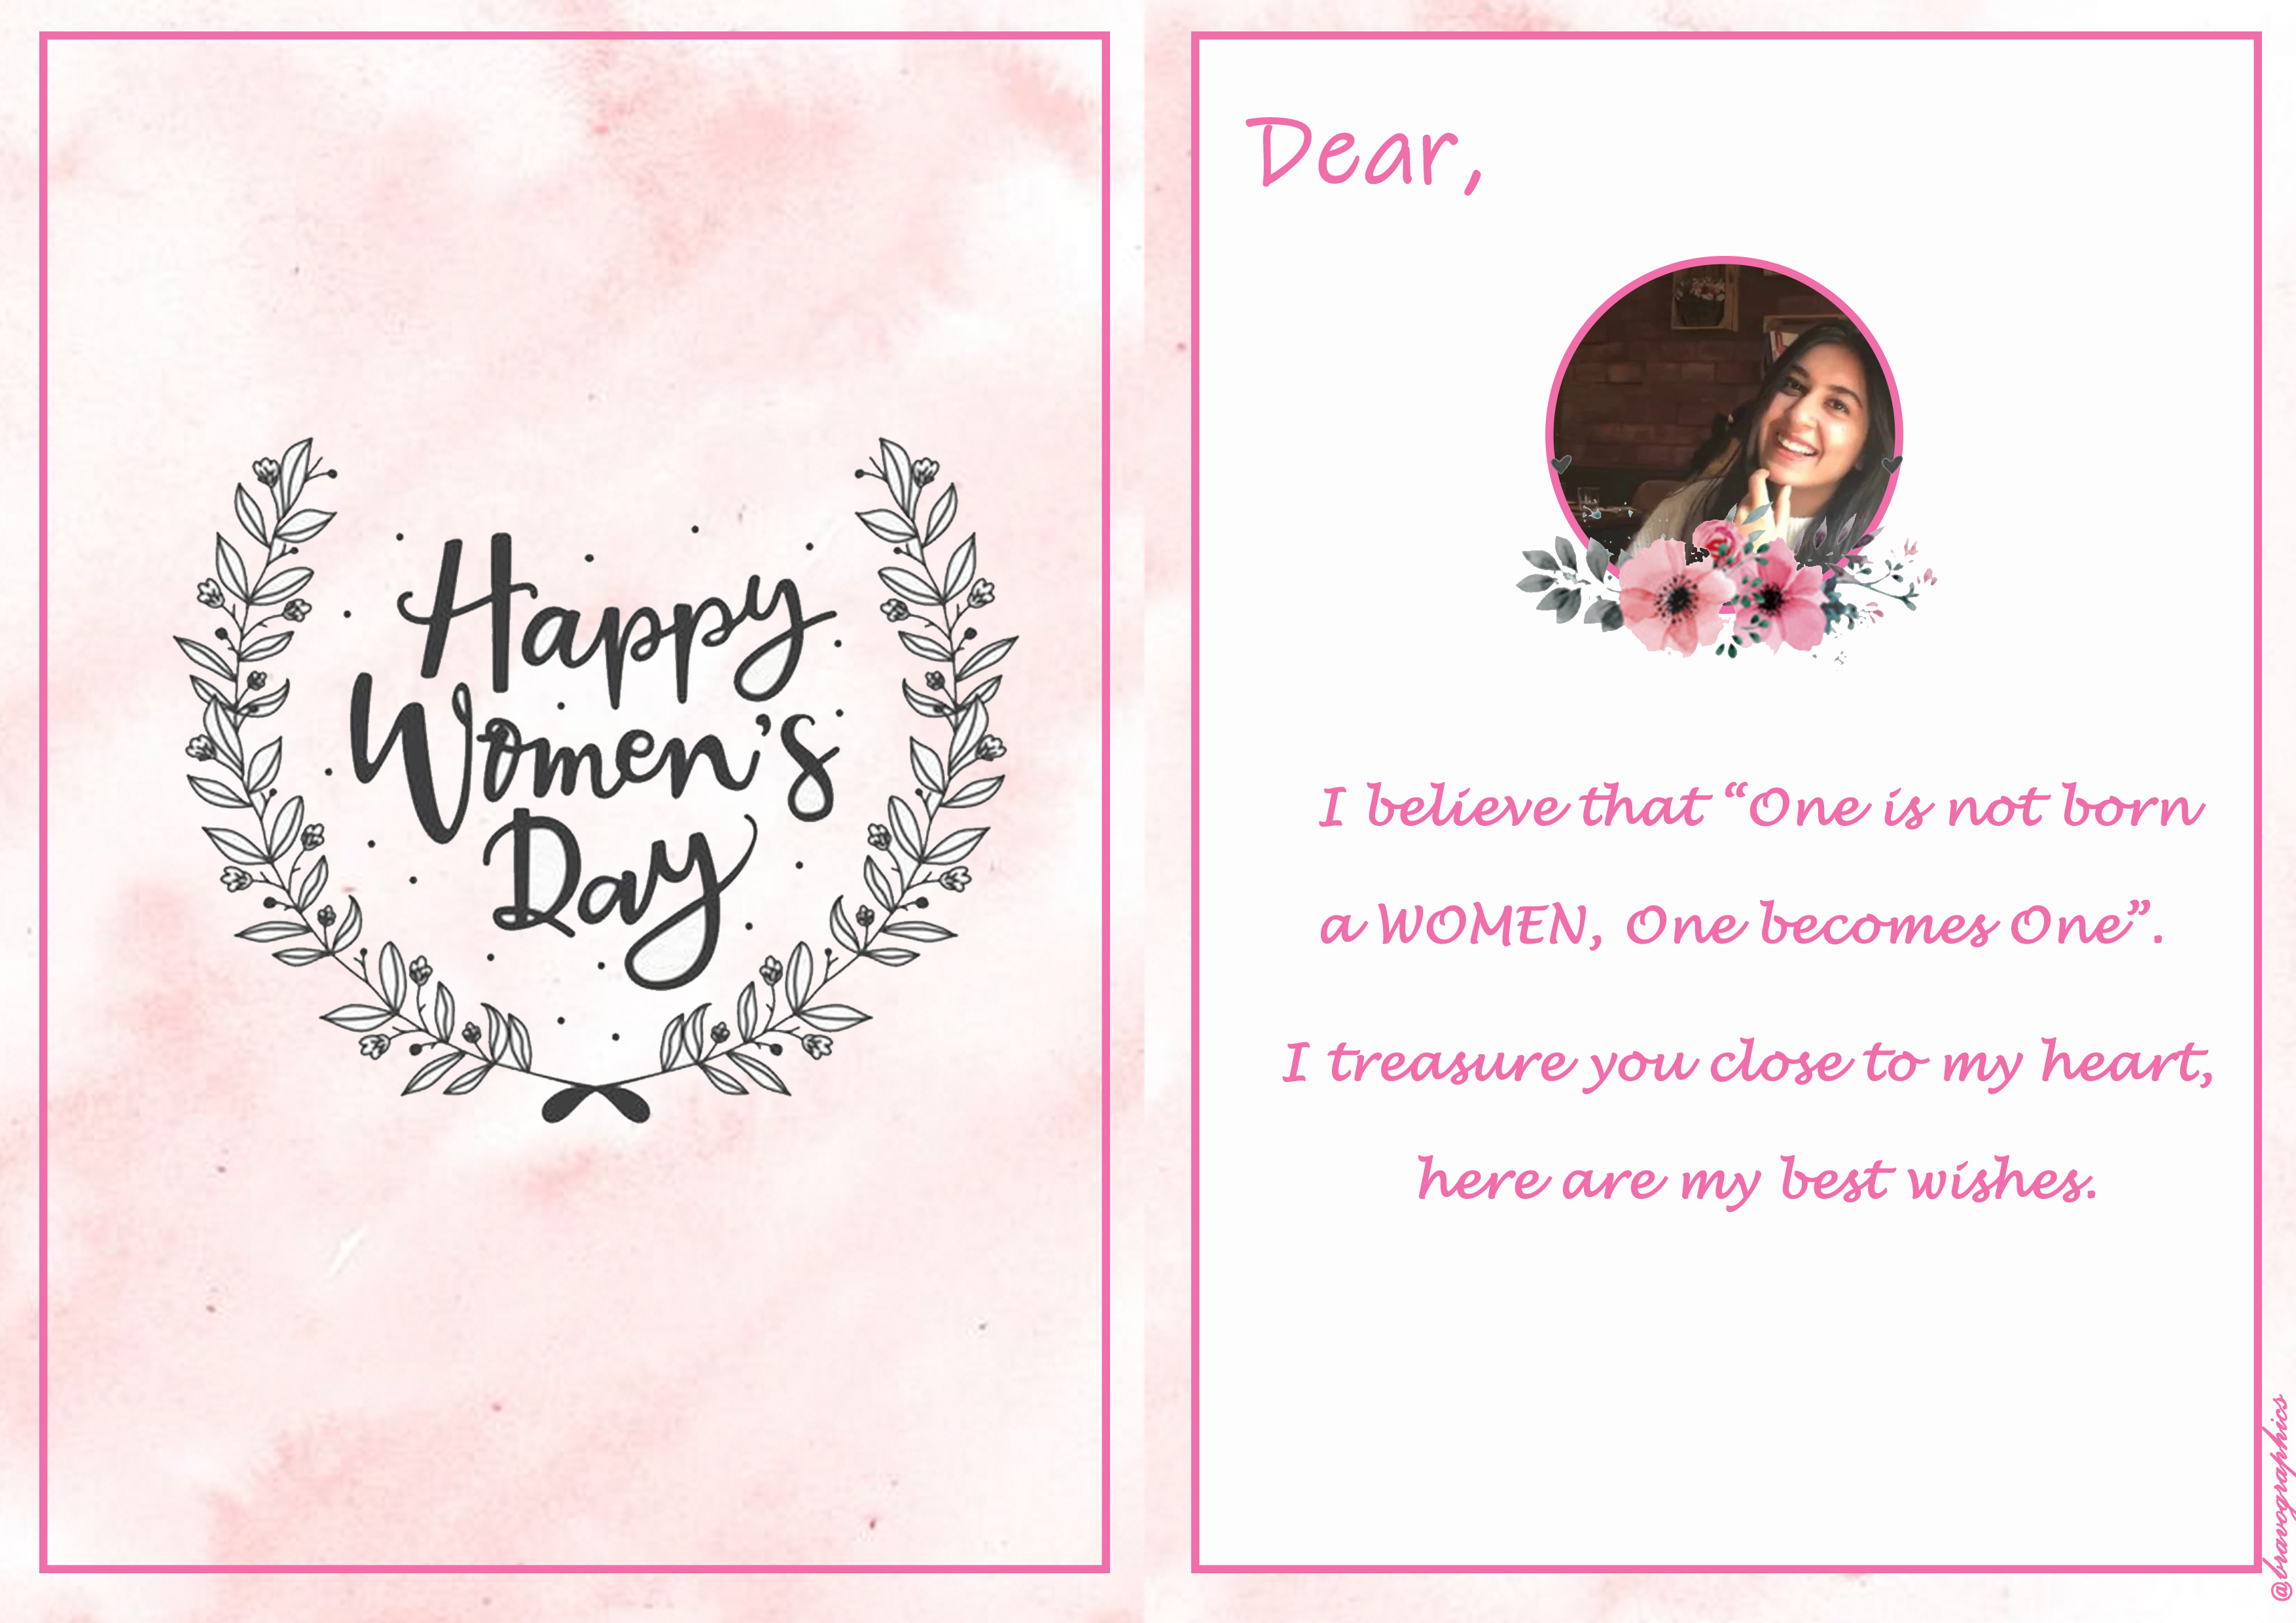 Happy
Women's
Day
Dear,
I believe that “One is not born
a WOMEN, One becomes One”.
I treasure you close to my heart,
here are my best wishes.
@bravographics